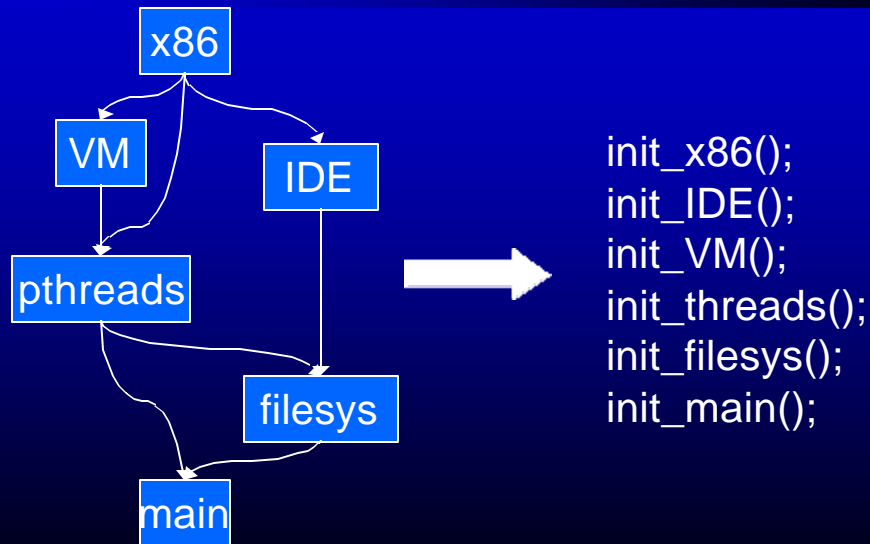 x86
VM
IDE
pthreads
filesys
main
init_x86();
init_IDE();
init_VM();
init_threads();
init_filesys();
init_main();